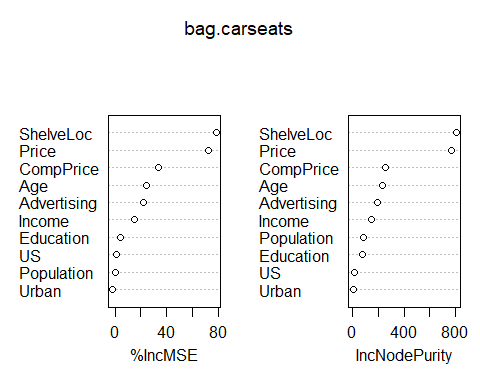 bag.carseats
ShelveLoc
Price
CompPrice
Age
Advertising
Income
Education
US
Population
Urban
0 40 80
%IncMSE
ShelveLoc
Price
CompPrice
Age
Advertising
Income
Population
Education
US
Urban
0 400 800
IncNodePurity